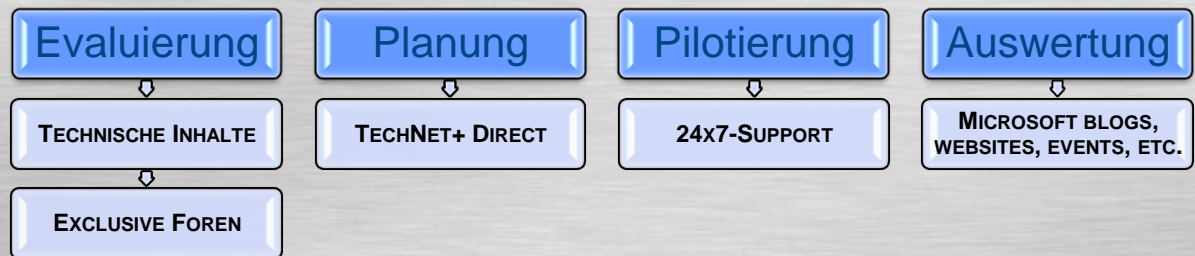 Evaluierung
TECHNISCHE INHALTE
EXCLUSIVE FOREN
Planung
TECHNET+ DIRECT
Pilotierung
24X7-SUPPORT
Auswertung
MICROSOFT BLOGS,
WEBSITES, EVENTS, ETC.